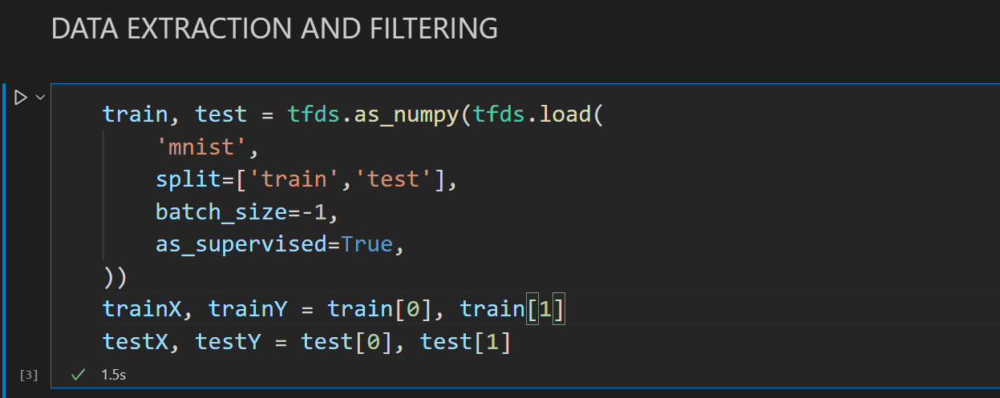 DATA EXTRACTION AND FILTERING
train, test = tfds.as_numpy(tfds.load(
    'mnist',
    split=['train','test'],
    batch_size=-1,
    as_supervised=True,
))
trainX, trainY = train[0], train[1]
testX, testY = test[0], test[1]
[3] 1.5s